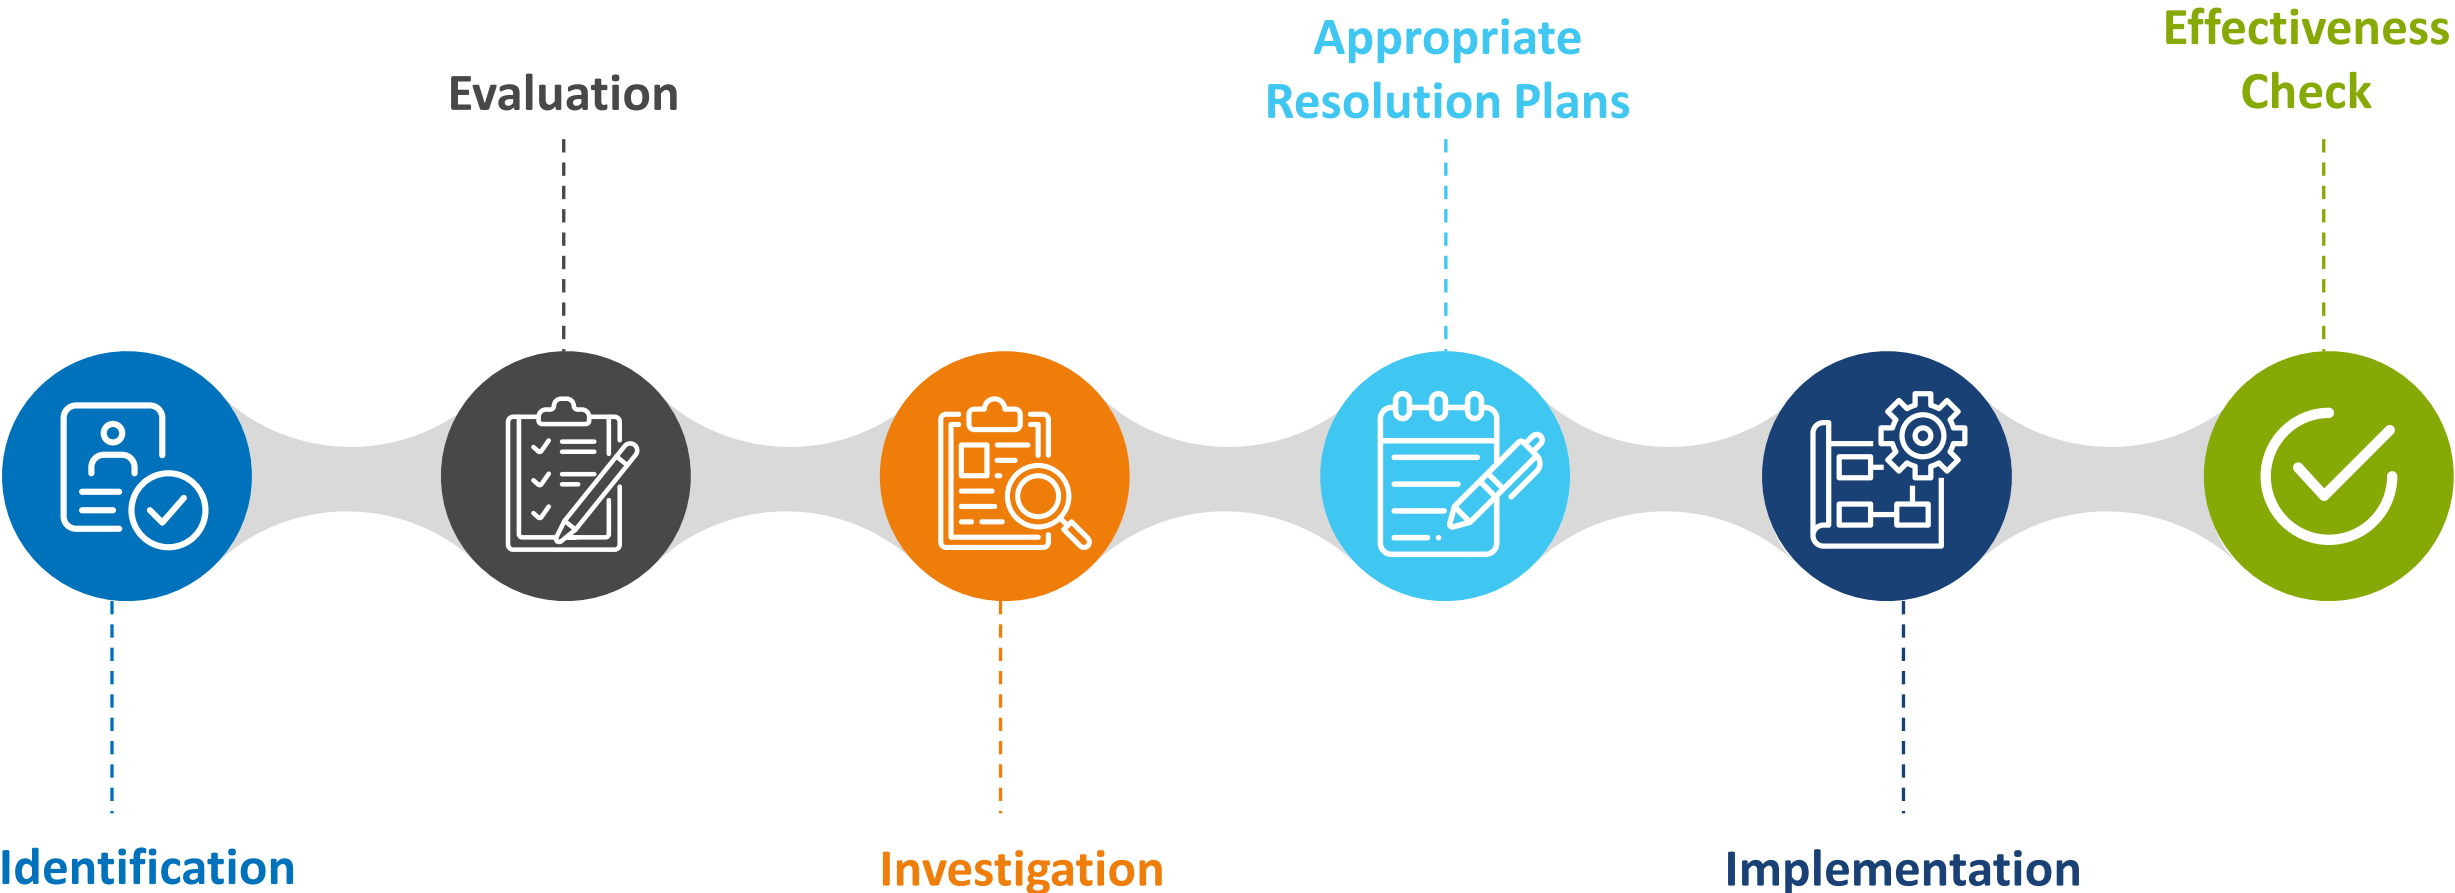 Identification
Evaluation
Investigation
Appropriate
Resolution Plans
Implementation
Effectiveness
Check